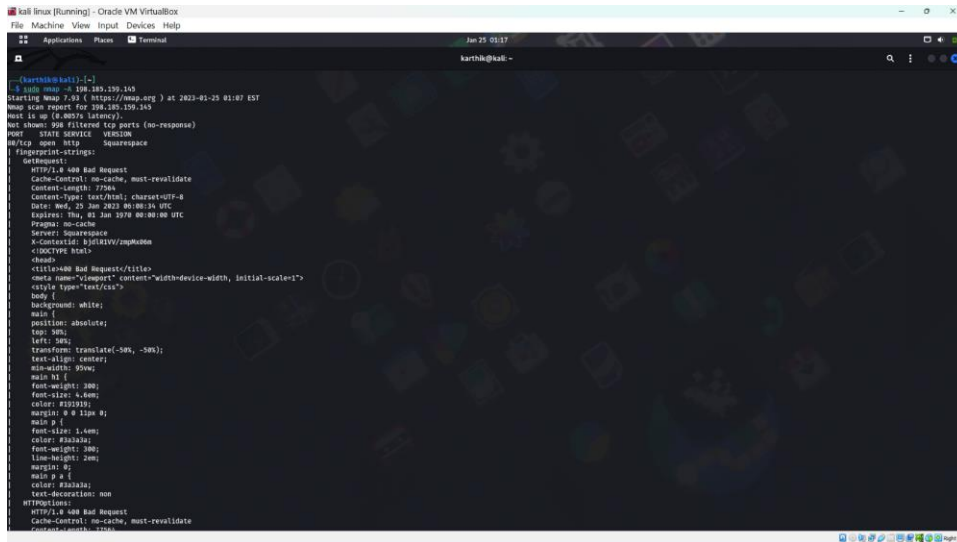 kali linux [Running] - Oracle VM VirtualBox
File Machine View Input Devices Help
Applications Places Terminal Jan 25 01:17
karthik@kali: ~
(karthik㉿kali)-[~]
$ sudo nmap -A 198.185.159.145
Starting Nmap 7.93 ( https://nmap.org ) at 2023-01-25 01:07 EST
Nmap scan report for 198.185.159.145
Host is up (0.0057s latency).
Not shown: 998 filtered tcp ports (no-response)
PORT STATE SERVICE VERSION
80/tcp open http Squarespace
| fingerprint-strings:
| GetRequest:
| HTTP/1.0 400 Bad Request
| Cache-Control: no-cache, must-revalidate
| Content-Length: 77564
| Content-Type: text/html; charset=UTF-8
| Date: Wed, 25 Jan 2023 06:08:34 UTC
| Expires: Thu, 01 Jan 1970 00:00:00 UTC
| Pragma: no-cache
| Server: Squarespace
| X-Contextid: bjdlR1VV/zmpMx06m
| <!DOCTYPE html>
| <head>
| <title>400 Bad Request</title>
| <meta name="viewport" content="width=device-width, initial-scale=1">
| <style type="text/css">
| body {
| background: white;
| main {
| position: absolute;
| top: 50%;
| left: 50%;
| transform: translate(-50%, -50%);
| text-align: center;
| min-width: 95vw;
| main h1 {
| font-weight: 300;
| font-size: 4.6em;
| color: #191919;
| margin: 0 0 11px 0;
| main p {
| font-size: 1.4em;
| color: #3a3a3a;
| font-weight: 300;
| line-height: 2em;
| margin: 0;
| main p a {
| color: #3a3a3a;
| text-decoration: non
| HTTPOptions:
| HTTP/1.0 400 Bad Request
| Cache-Control: no-cache, must-revalidate
| Content-Length: 77564
Right